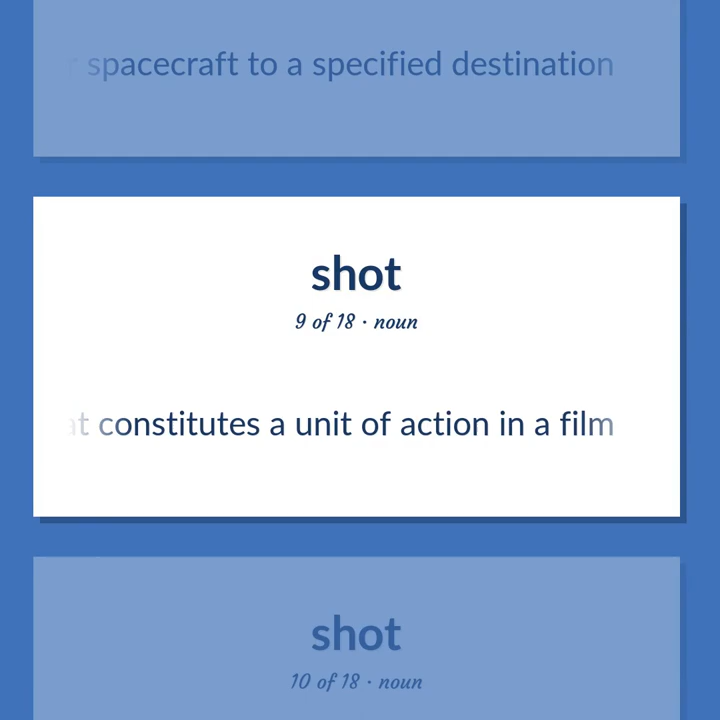 spacecraft to a specified destination
shot
9 of 18 · noun
at constitutes a unit of action in a film
shot
10 of 18 · noun